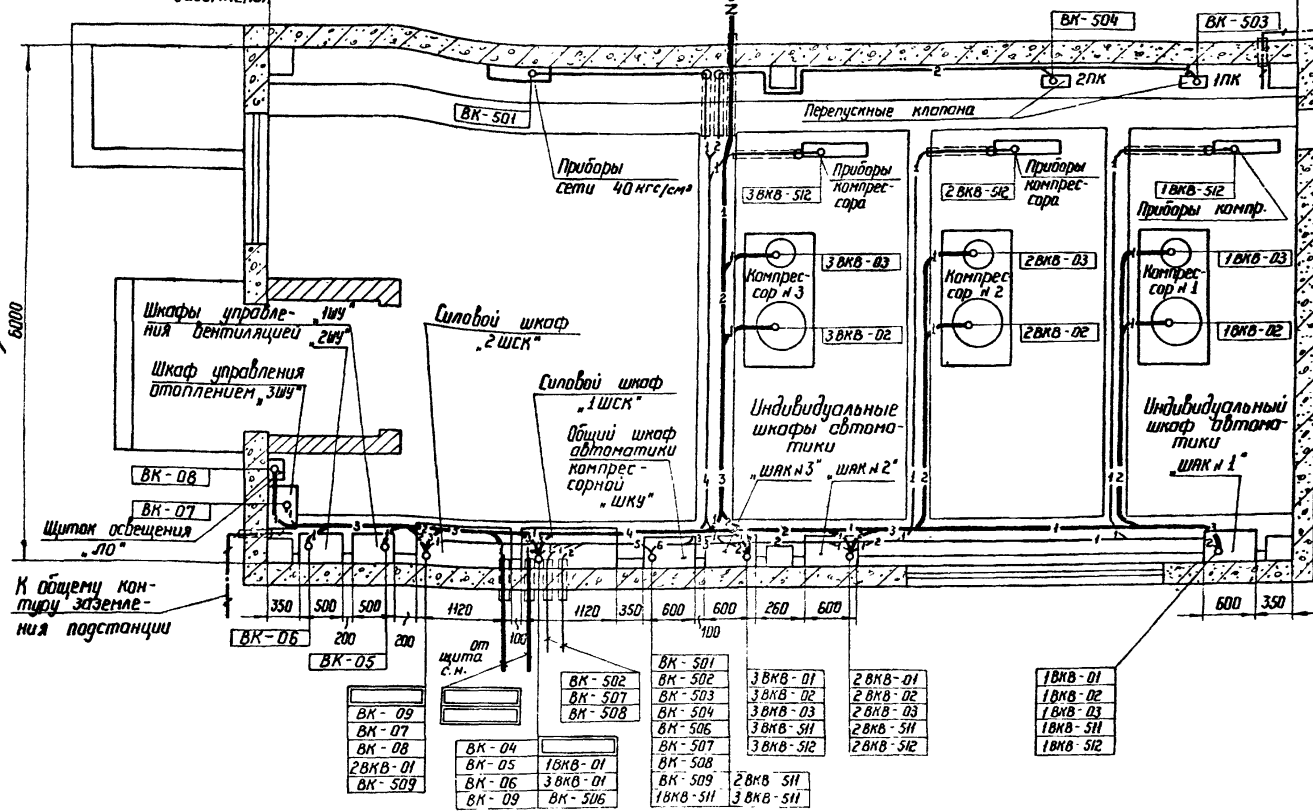 ВК-504
ВК-503
2
2ПК
1ПК
Перепускные клапана
ВК-501
Приборы
сети 40 кгс/см²
Приборы
компрес-
сора
3ВКВ-512
Приборы
компрес-
сора
2ВКВ-512
1ВКВ-512
Приборы компр.
Компрес-
сор №3
3ВКВ-03
3ВКВ-02
Компрес-
сор №2
2ВКВ-03
2ВКВ-02
Компрес-
сор №1
1ВКВ-03
1ВКВ-02
6000
Шкафы управле-
ния вентиляцией
„1ШУ“
„2ШУ“
Шкаф управления
отоплением „3ШУ“
Силовой шкаф
„2ШСК“
Силовой шкаф
„1ШСК“
Общий шкаф
автоматики
компрес-
сорной
„ШКУ“
Индивидуальные
шкафы автома-
тики
„ШАК №3“ „ШАК №2“
Индивидуальный
шкаф автома-
тики
„ШАК №1“
ВК-08
ВК-07
Щиток освещения
„ЛО“
К общему кон-
туру заземле-
ния подстанции
350 500 200 500 200 1120 100 1120 350 600 100 600 260 600 600 350
ВК-06
ВК-05
от
щита
с.н.
ВК-09
ВК-07
ВК-08
2ВКВ-01
ВК-509
ВК-04
ВК-05
ВК-06
ВК-09
1ВКВ-01
3ВКВ-01
ВК-506
ВК-502
ВК-507
ВК-508
ВК-501
ВК-502
ВК-503
ВК-504
ВК-506
ВК-507
ВК-508
ВК-509
1ВКВ-511
2ВКВ 511
3ВКВ-511
3ВКВ-01
3ВКВ-02
3ВКВ-03
3ВКВ-511
3ВКВ-512
2ВКВ-01
2ВКВ-02
2ВКВ-03
2ВКВ-511
2ВКВ-512
1ВКВ-01
1ВКВ-02
1ВКВ-03
1ВКВ-511
1ВКВ-512